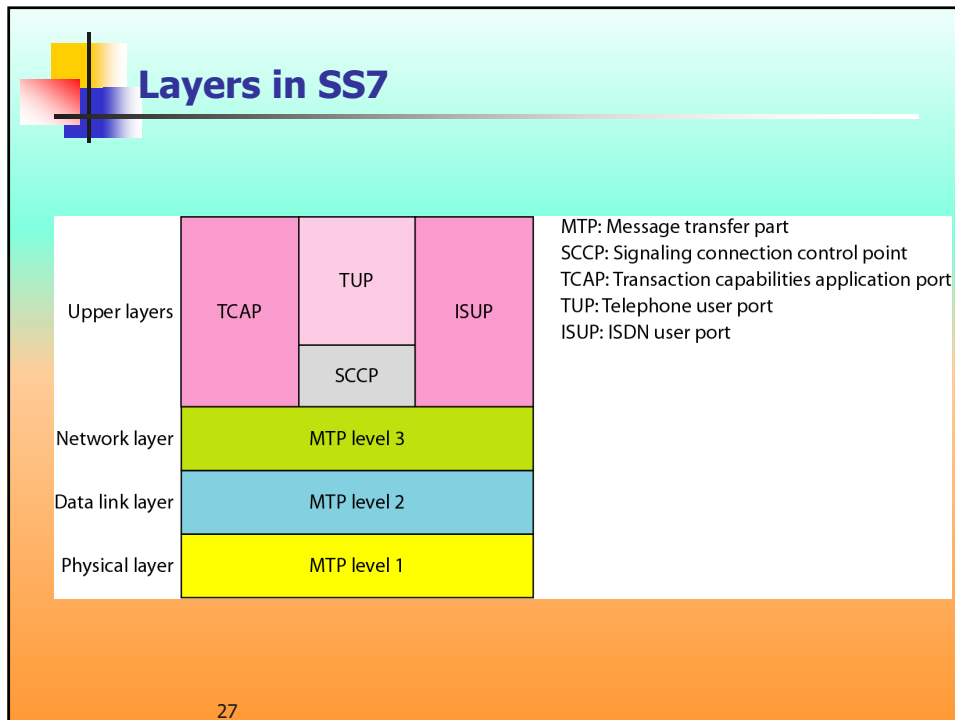 Layers in SS7
Upper layers
TCAP
TUP
SCCP
ISUP
Network layer
MTP level 3
Data link layer
MTP level 2
Physical layer
MTP level 1
MTP: Message transfer part
SCCP: Signaling connection control point
TCAP: Transaction capabilities application port
TUP: Telephone user port
ISUP: ISDN user port
27